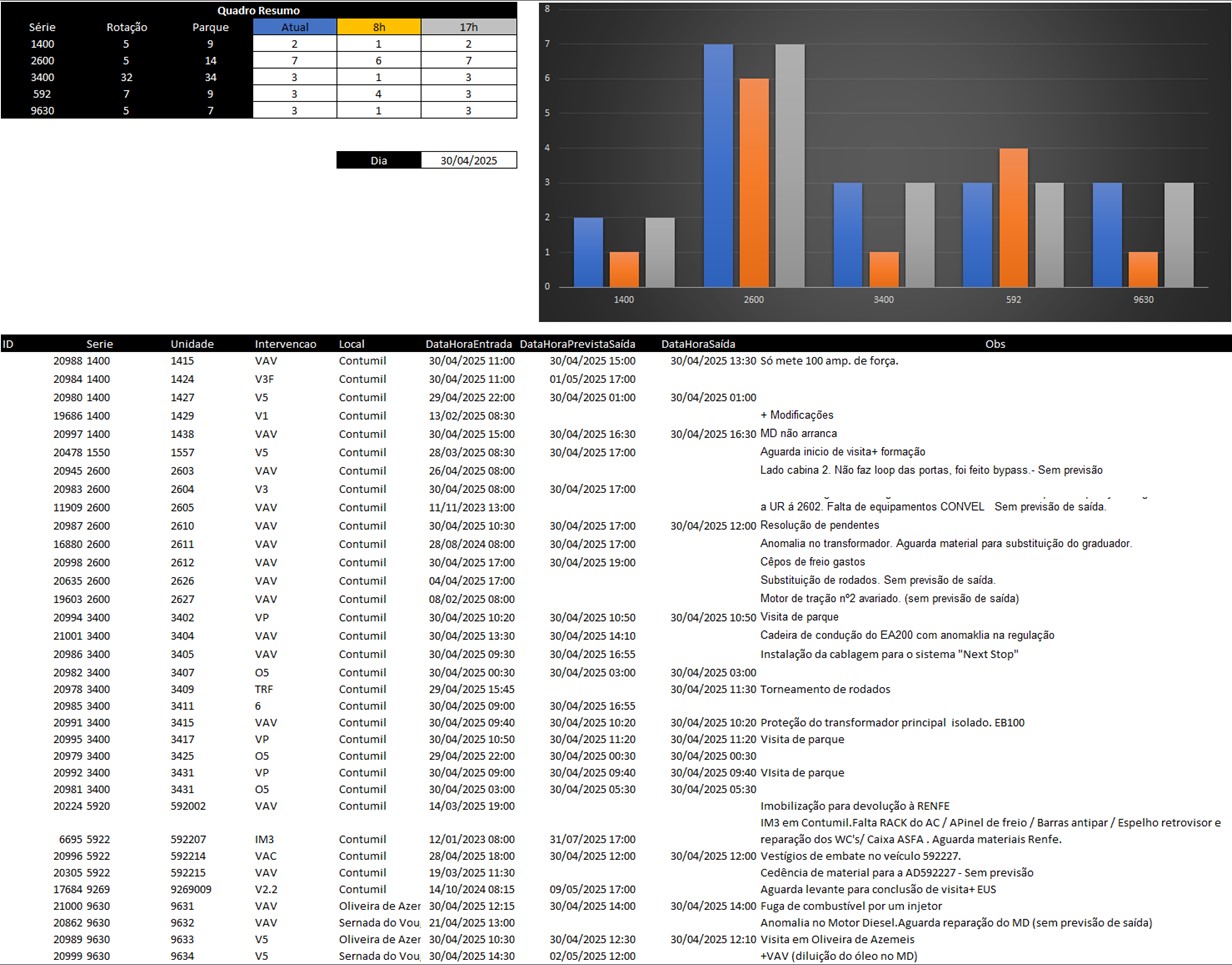 Quadro Resumo
Série Rotação Parque Atual 8h 17h
1400 5 9 2 1 2
2600 5 14 7 6 7
3400 32 34 3 1 3
592 7 9 3 4 3
9630 5 7 3 1 3
Dia 30/04/2025
8
7
6
5
4
3
2
1
0
1400 2600 3400 592 9630
ID Serie Unidade Intervencao Local DataHoraEntrada DataHoraPrevistaSaída DataHoraSaída Obs
20988 1400 1415 VAV Contumil 30/04/2025 11:00 30/04/2025 15:00 30/04/2025 13:30 Só mete 100 amp. de força.
20984 1400 1424 V3F Contumil 30/04/2025 11:00 01/05/2025 17:00
20980 1400 1427 V5 Contumil 29/04/2025 22:00 30/04/2025 01:00 30/04/2025 01:00
19686 1400 1429 V1 Contumil 13/02/2025 08:30 + Modificações
20997 1400 1438 VAV Contumil 30/04/2025 15:00 30/04/2025 16:30 30/04/2025 16:30 MD não arranca
20478 1550 1557 V5 Contumil 28/03/2025 08:30 30/04/2025 17:00 Aguarda inicio de visita+ formação
20945 2600 2603 VAV Contumil 26/04/2025 08:00 Lado cabina 2. Não faz loop das portas, foi feito bypass.- Sem previsão
20983 2600 2604 V3 Contumil 30/04/2025 08:00 30/04/2025 17:00
11909 2600 2605 VAV Contumil 11/11/2023 13:00 a UR á 2602. Falta de equipamentos CONVEL Sem previsão de saída.
20987 2600 2610 VAV Contumil 30/04/2025 10:30 30/04/2025 17:00 30/04/2025 12:00 Resolução de pendentes
16880 2600 2611 VAV Contumil 28/08/2024 08:00 30/04/2025 17:00 Anomalia no transformador. Aguarda material para substituição do graduador.
20998 2600 2612 VAV Contumil 30/04/2025 17:00 30/04/2025 19:00 Cêpos de freio gastos
20635 2600 2626 VAV Contumil 04/04/2025 17:00 Substituição de rodados. Sem previsão de saída.
19603 2600 2627 VAV Contumil 08/02/2025 08:00 Motor de tração nº2 avariado. (sem previsão de saída)
20994 3400 3402 VP Contumil 30/04/2025 10:20 30/04/2025 10:50 30/04/2025 10:50 Visita de parque
21001 3400 3404 VAV Contumil 30/04/2025 13:30 30/04/2025 14:10 Cadeira de condução do EA200 com anomaklia na regulação
20986 3400 3405 VAV Contumil 30/04/2025 09:30 30/04/2025 16:55 Instalação da cablagem para o sistema "Next Stop"
20982 3400 3407 O5 Contumil 30/04/2025 00:30 30/04/2025 03:00 30/04/2025 03:00
20978 3400 3409 TRF Contumil 29/04/2025 15:45 30/04/2025 11:30 Torneamento de rodados
20985 3400 3411 6 Contumil 30/04/2025 09:00 30/04/2025 16:55
20991 3400 3415 VAV Contumil 30/04/2025 09:40 30/04/2025 10:20 30/04/2025 10:20 Proteção do transformador principal isolado. EB100
20995 3400 3417 VP Contumil 30/04/2025 10:50 30/04/2025 11:20 30/04/2025 11:20 Visita de parque
20979 3400 3425 O5 Contumil 29/04/2025 22:00 30/04/2025 00:30 30/04/2025 00:30
20992 3400 3431 VP Contumil 30/04/2025 09:00 30/04/2025 09:40 30/04/2025 09:40 VIsita de parque
20981 3400 3431 O5 Contumil 30/04/2025 03:00 30/04/2025 05:30 30/04/2025 05:30
20224 5920 592002 VAV Contumil 14/03/2025 19:00 Imobilização para devolução à RENFE
IM3 em Contumil.Falta RACK do AC / APinel de freio / Barras antipar / Espelho retrovisor e
6695 5922 592207 IM3 Contumil 12/01/2023 08:00 31/07/2025 17:00 reparação dos WC's/ Caixa ASFA . Aguarda materiais Renfe.
20996 5922 592214 VAC Contumil 28/04/2025 18:00 30/04/2025 12:00 30/04/2025 12:00 Vestígios de embate no veículo 592227.
20305 5922 592215 VAV Contumil 19/03/2025 11:30 Cedência de material para a AD592227 - Sem previsão
17684 9269 9269009 V2.2 Contumil 14/10/2024 08:15 09/05/2025 17:00 Aguarda levante para conclusão de visita+ EUS
21000 9630 9631 VAV Oliveira de Azer 30/04/2025 12:15 30/04/2025 14:00 30/04/2025 14:00 Fuga de combustível por um injetor
20862 9630 9632 VAV Sernada do Vou 21/04/2025 13:00 Anomalia no Motor Diesel.Aguarda reparação do MD (sem previsão de saída)
20989 9630 9633 V5 Oliveira de Azer 30/04/2025 10:30 30/04/2025 12:30 30/04/2025 12:10 Visita em Oliveira de Azemeis
20999 9630 9634 V5 Sernada do Vou 30/04/2025 14:30 02/05/2025 12:00 +VAV (diluição do óleo no MD)